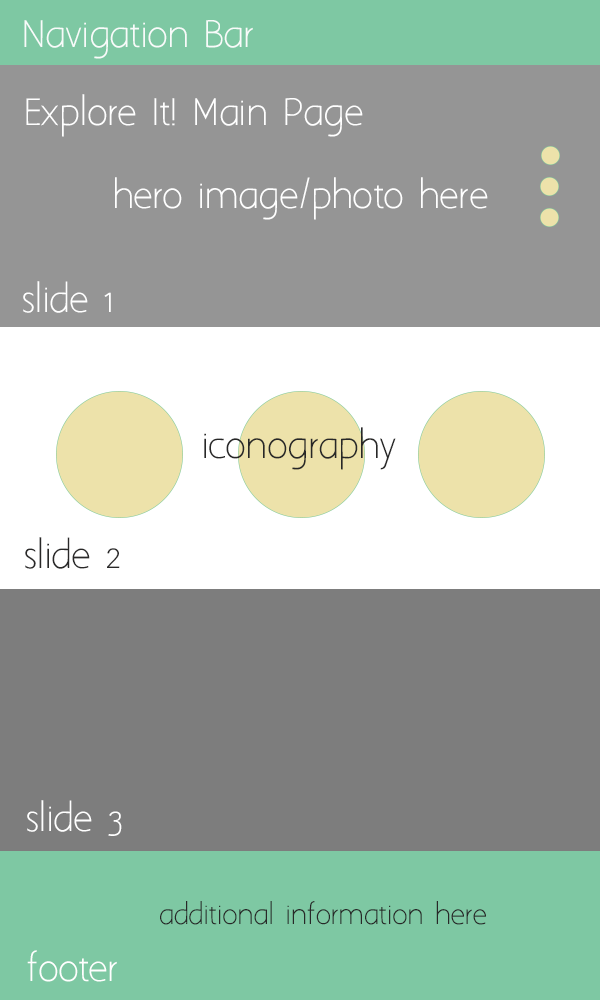 Navigation Bar
Explore It! Main Page
hero image/photo here
slide 1
iconography
slide 2
slide 3
additional information here
footer